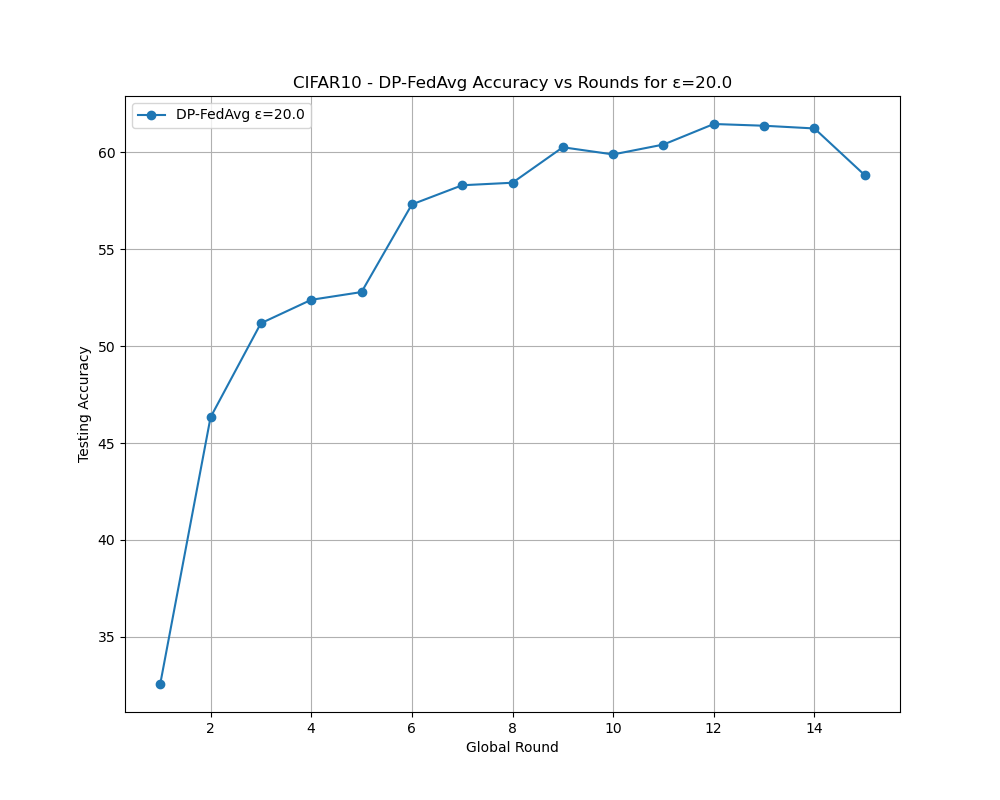 CIFAR10 - DP-FedAvg Accuracy vs Rounds for ε=20.0
DP-FedAvg ε=20.0
60
55
50
45
40
35
Testing Accuracy
2 4 6 8 10 12 14
Global Round